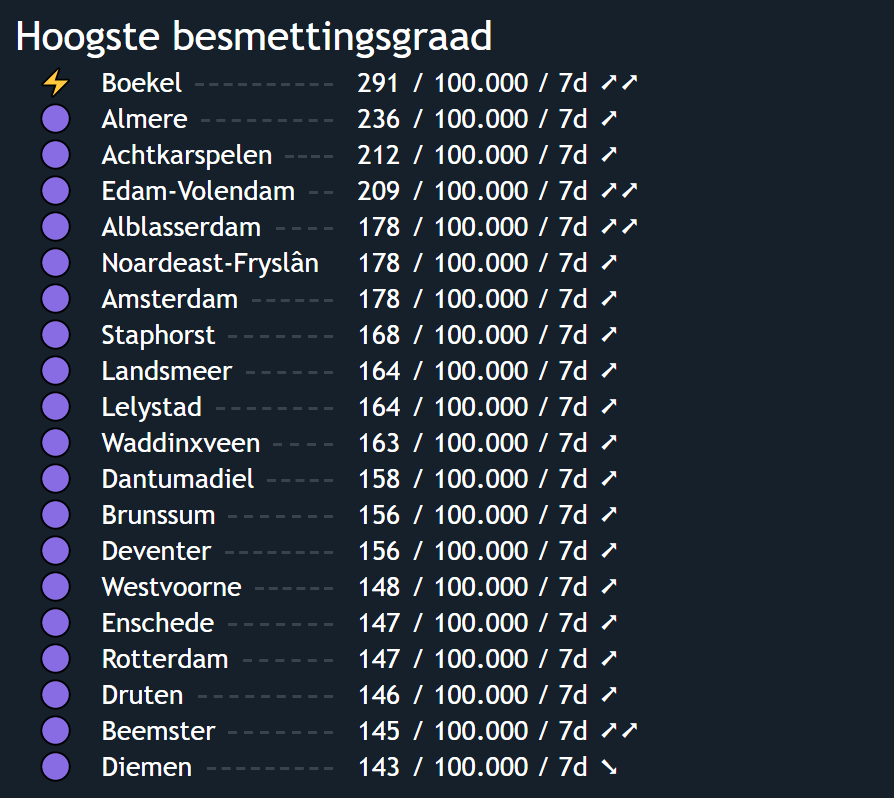 Hoogste besmettingsgraad
⚡ Boekel ---------- 291 / 100.000 / 7d ➚➚
Almere ---------- 236 / 100.000 / 7d ➚
Achtkarspelen ---- 212 / 100.000 / 7d ➚
Edam-Volendam -- 209 / 100.000 / 7d ➚➚
Alblasserdam ---- 178 / 100.000 / 7d ➚➚
Noardeast-Fryslân 178 / 100.000 / 7d ➚
Amsterdam ------ 178 / 100.000 / 7d ➚
Staphorst -------- 168 / 100.000 / 7d ➚
Landsmeer ------ 164 / 100.000 / 7d ➚
Lelystad --------- 164 / 100.000 / 7d ➚
Waddinxveen ---- 163 / 100.000 / 7d ➚
Dantumadiel ----- 158 / 100.000 / 7d ➚
Brunssum -------- 156 / 100.000 / 7d ➚
Deventer -------- 156 / 100.000 / 7d ➚
Westvoorne ------ 148 / 100.000 / 7d ➚
Enschede -------- 147 / 100.000 / 7d ➚
Rotterdam ------- 147 / 100.000 / 7d ➚
Druten ---------- 146 / 100.000 / 7d ➚
Beemster -------- 145 / 100.000 / 7d ➚➚
Diemen --------- 143 / 100.000 / 7d ➘